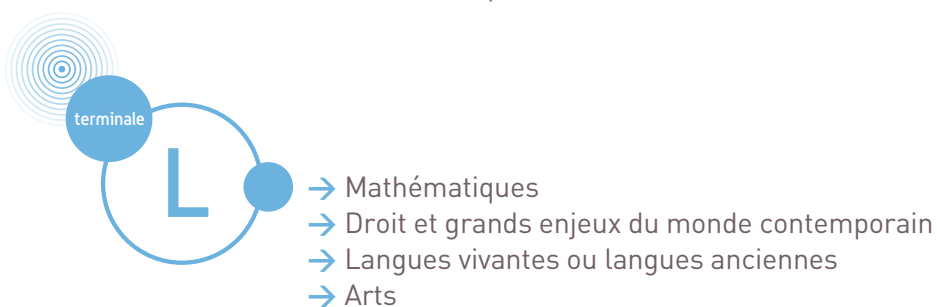 terminale
L
→ Mathématiques
→ Droit et grands enjeux du monde contemporain
→ Langues vivantes ou langues anciennes
→ Arts